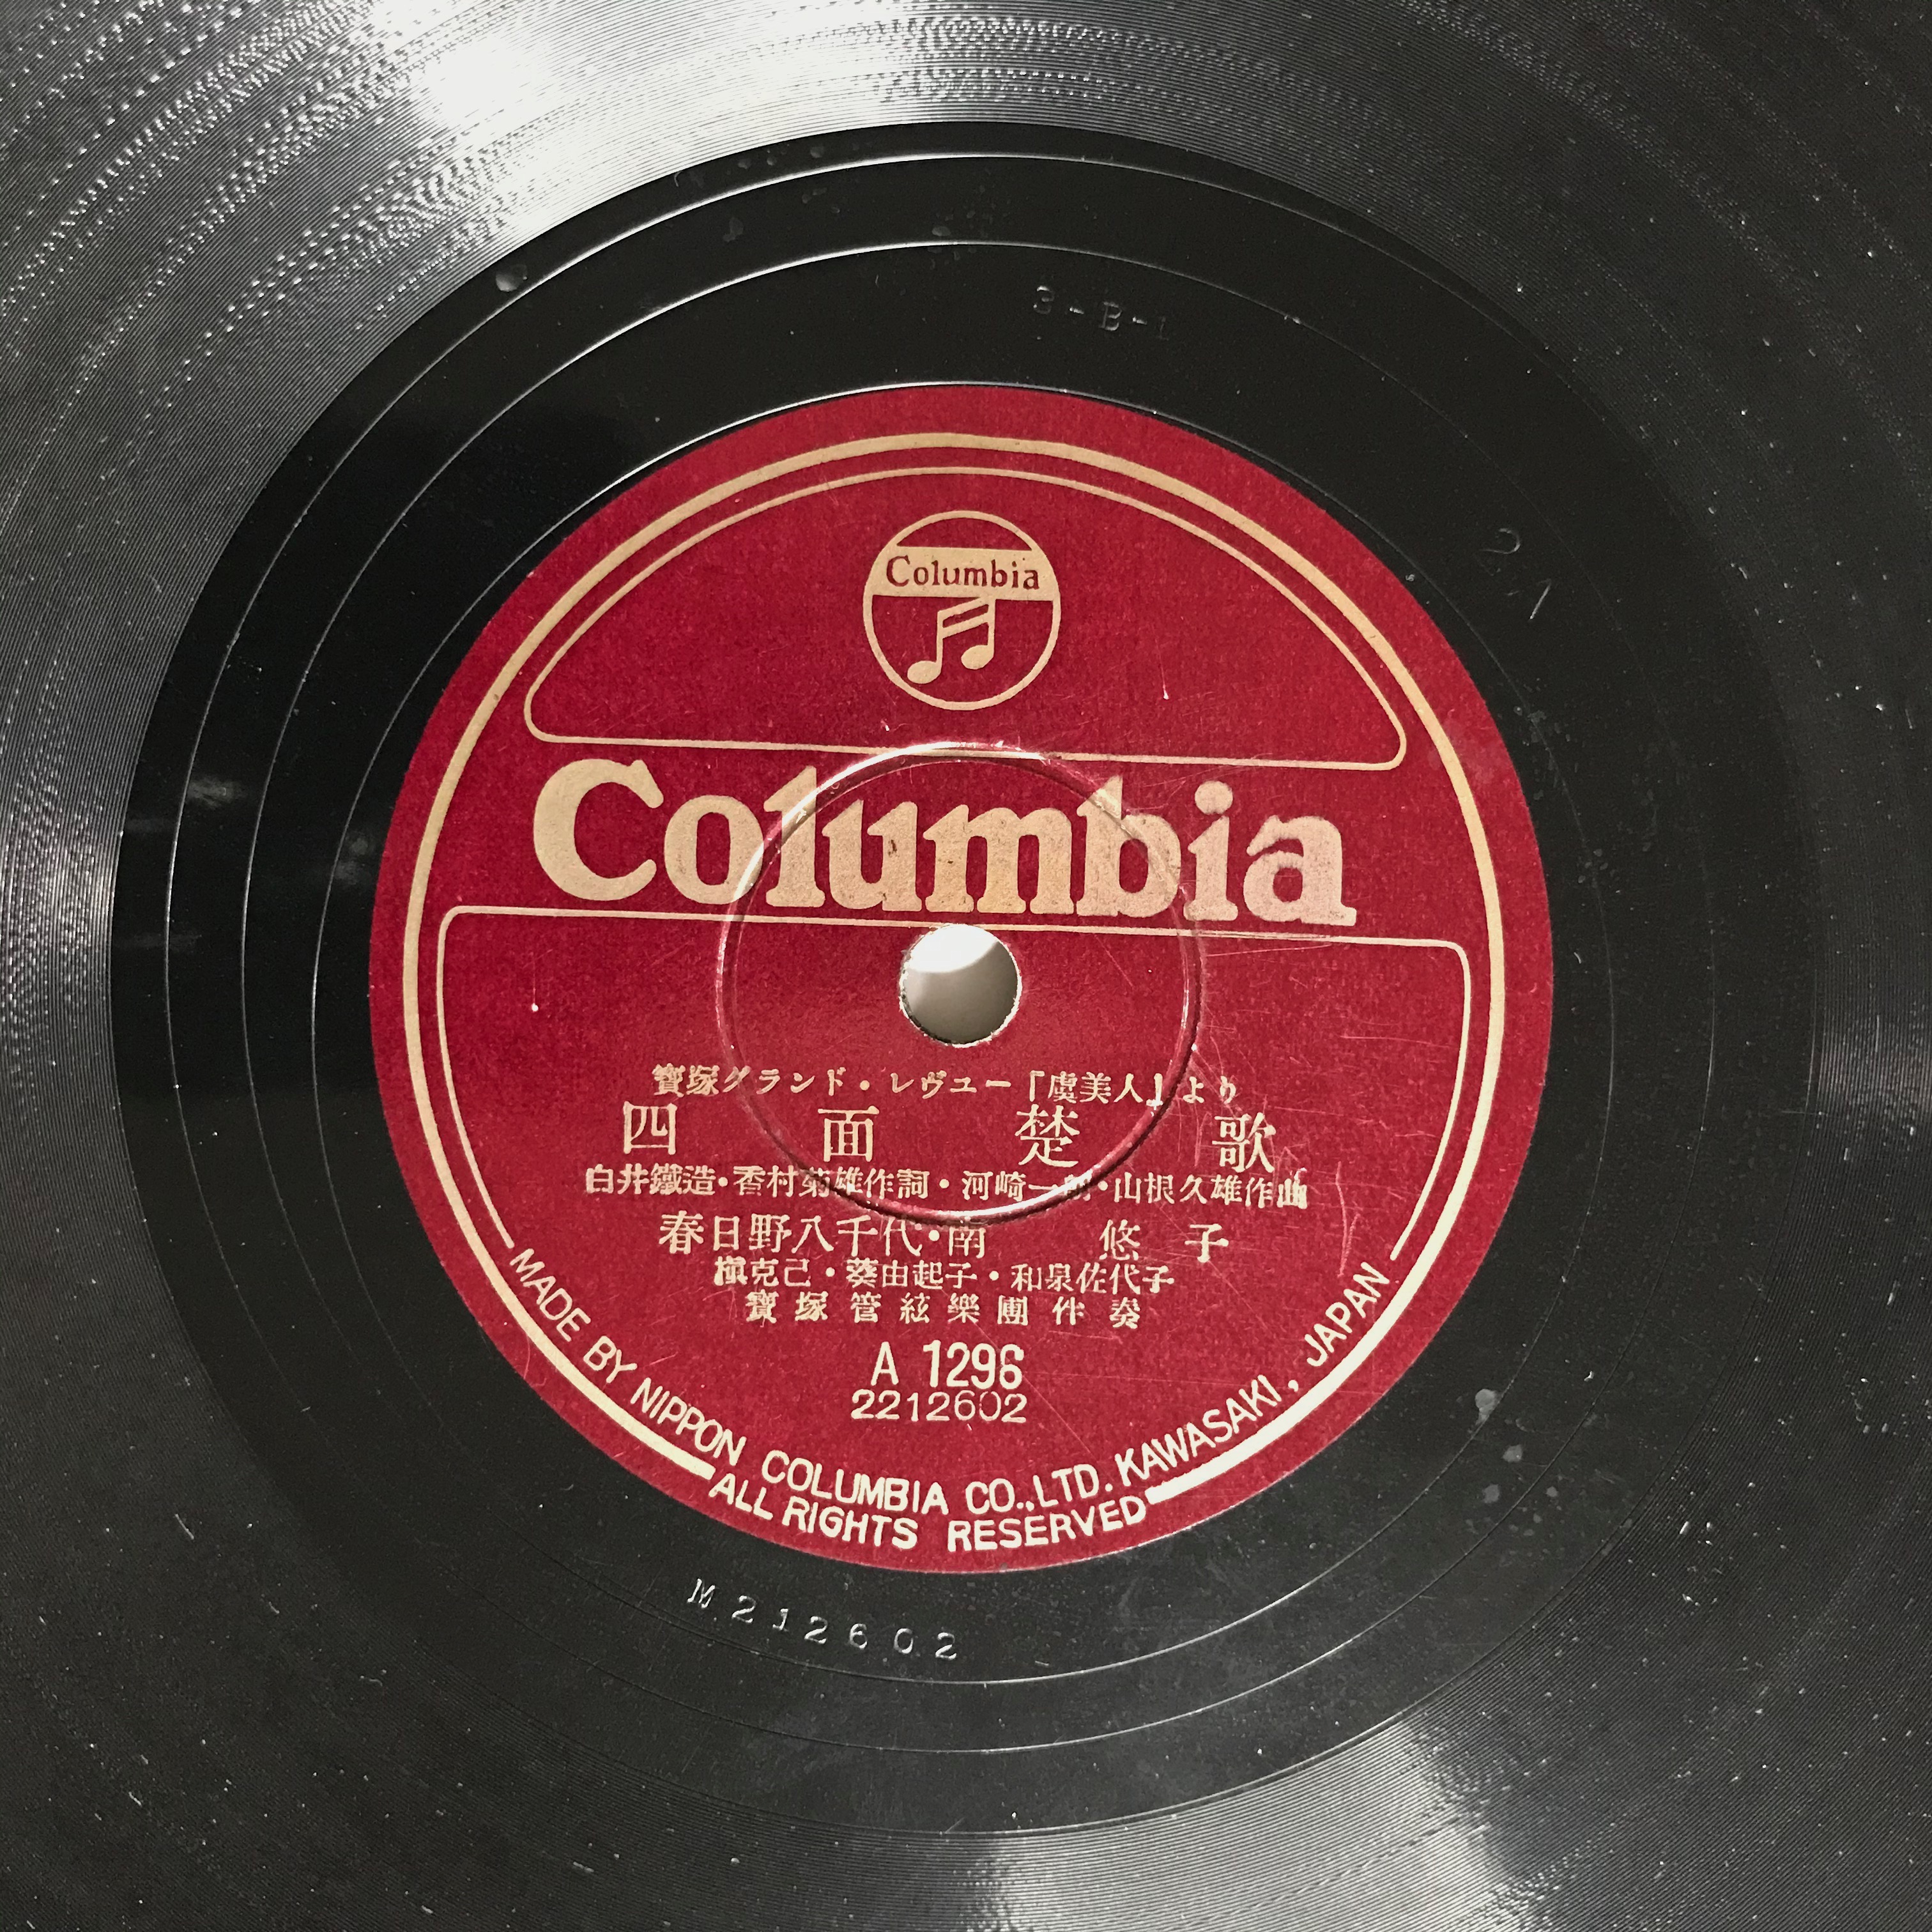 3-B-1
2 1
Columbia
Columbia
寶塚グランド・レヴユー「虞美人」より
四面楚歌
白井鐵造・香村菊雄作詞・河崎一朗・山根久雄作曲
春日野八千代・南悠子
槇克己・葵由起子・和泉佐代子
寶塚管絃樂團伴奏
A 1296
2212602
MADE BY NIPPON COLUMBIA CO.,LTD. KAWASAKI, JAPAN
ALL RIGHTS RESERVED
M212602